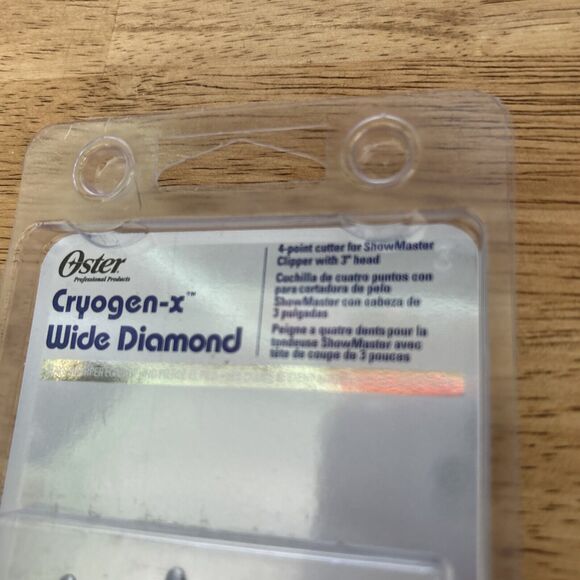 Oster
Professional Products
Cryogen-x™
Wide Diamond
4-point cutter for ShowMaster
Clipper with 3" head
Cuchilla de cuatro puntos con
para cortadora de pelo
ShowMaster con cabeza de
3 pulgadas
Peigne a quatre dents pour la
tondeuse ShowMaster avec
tête de coupe de 3 pouces